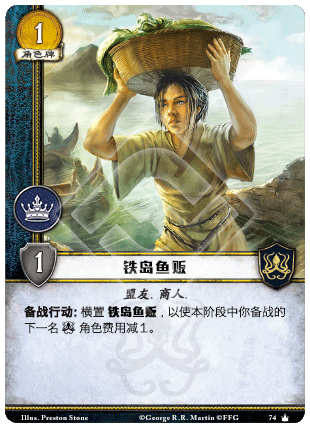 1
角色牌
1
铁岛鱼贩
盟友. 商人.
备战行动: 横置 铁岛鱼贩，以使本阶段中你备战的
下一名 角色费用减 1。
Illus. Preston Stone ©George R.R. Martin ©FFG 74